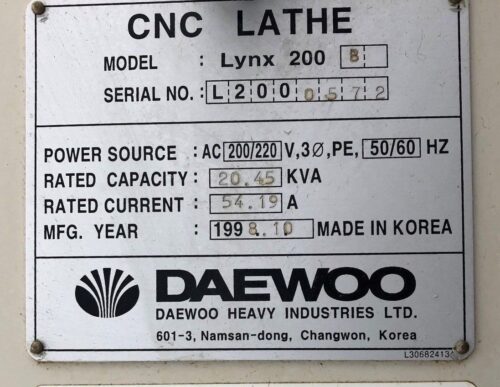 CNC LATHE
MODEL : Lynx 200 B
SERIAL NO. : L2000572
POWER SOURCE : AC 200/220 V, 3Ø, PE, 50/60 HZ
RATED CAPACITY : 20.45 KVA
RATED CURRENT : 54.19 A
MFG. YEAR : 1998.10 MADE IN KOREA
DAEWOO
DAEWOO HEAVY INDUSTRIES LTD.
601-3, Namsan-dong, Changwon, Korea
L30682413